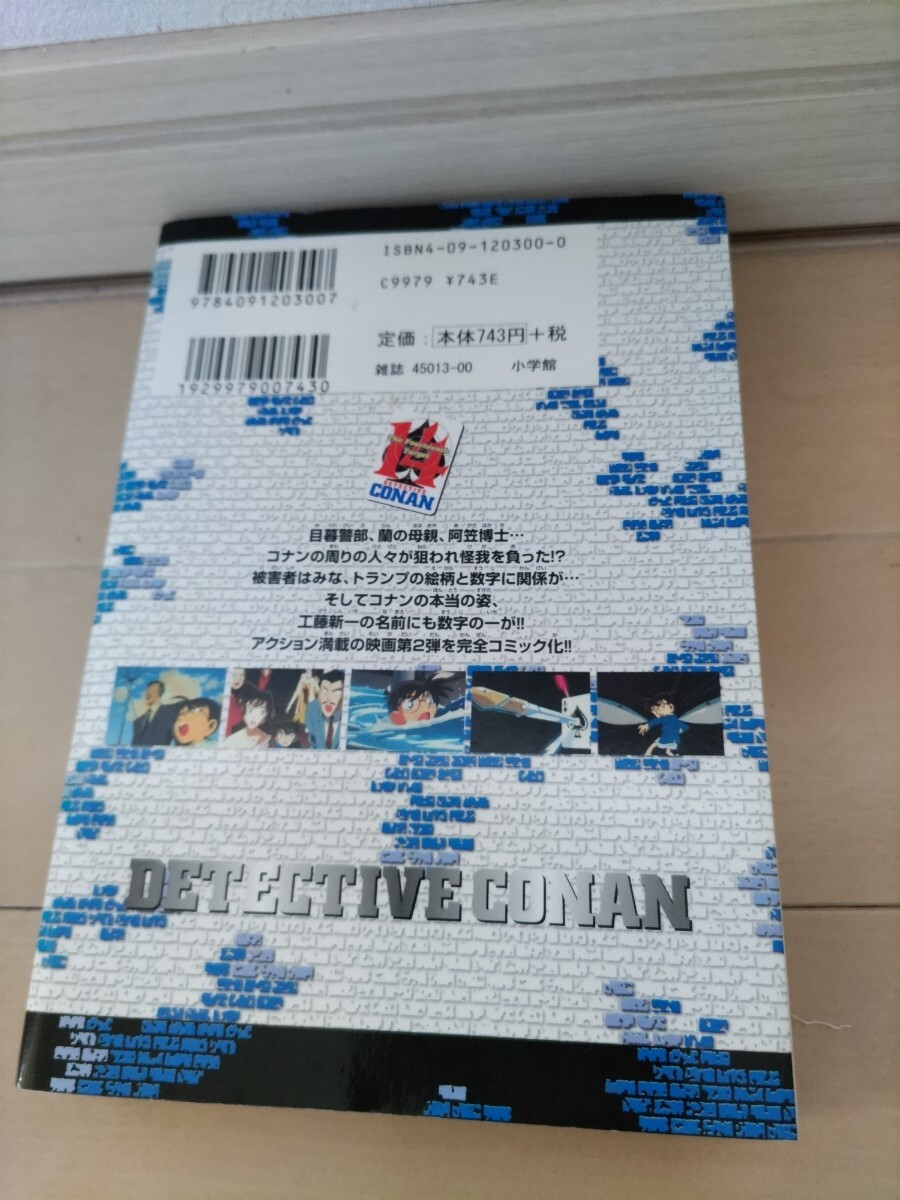 ISBN4-09-120300-0
9784091203007
C9979 ¥743E
定価：本体743円+税
1929979007430
雑誌 45013-00 小学館
14
The Fourteenth Target
DETECTIVE
CONAN
目暮警部、蘭の母親、阿笠博士…
コナンの周りの人々が狙われ怪我を負った!?
被害者はみな、トランプの絵柄と数字に関係が…
そしてコナンの本当の姿、
工藤新一の名前にも数字の一が!!
アクション満載の映画第2弾を完全コミック化!!
DETECTIVE CONAN